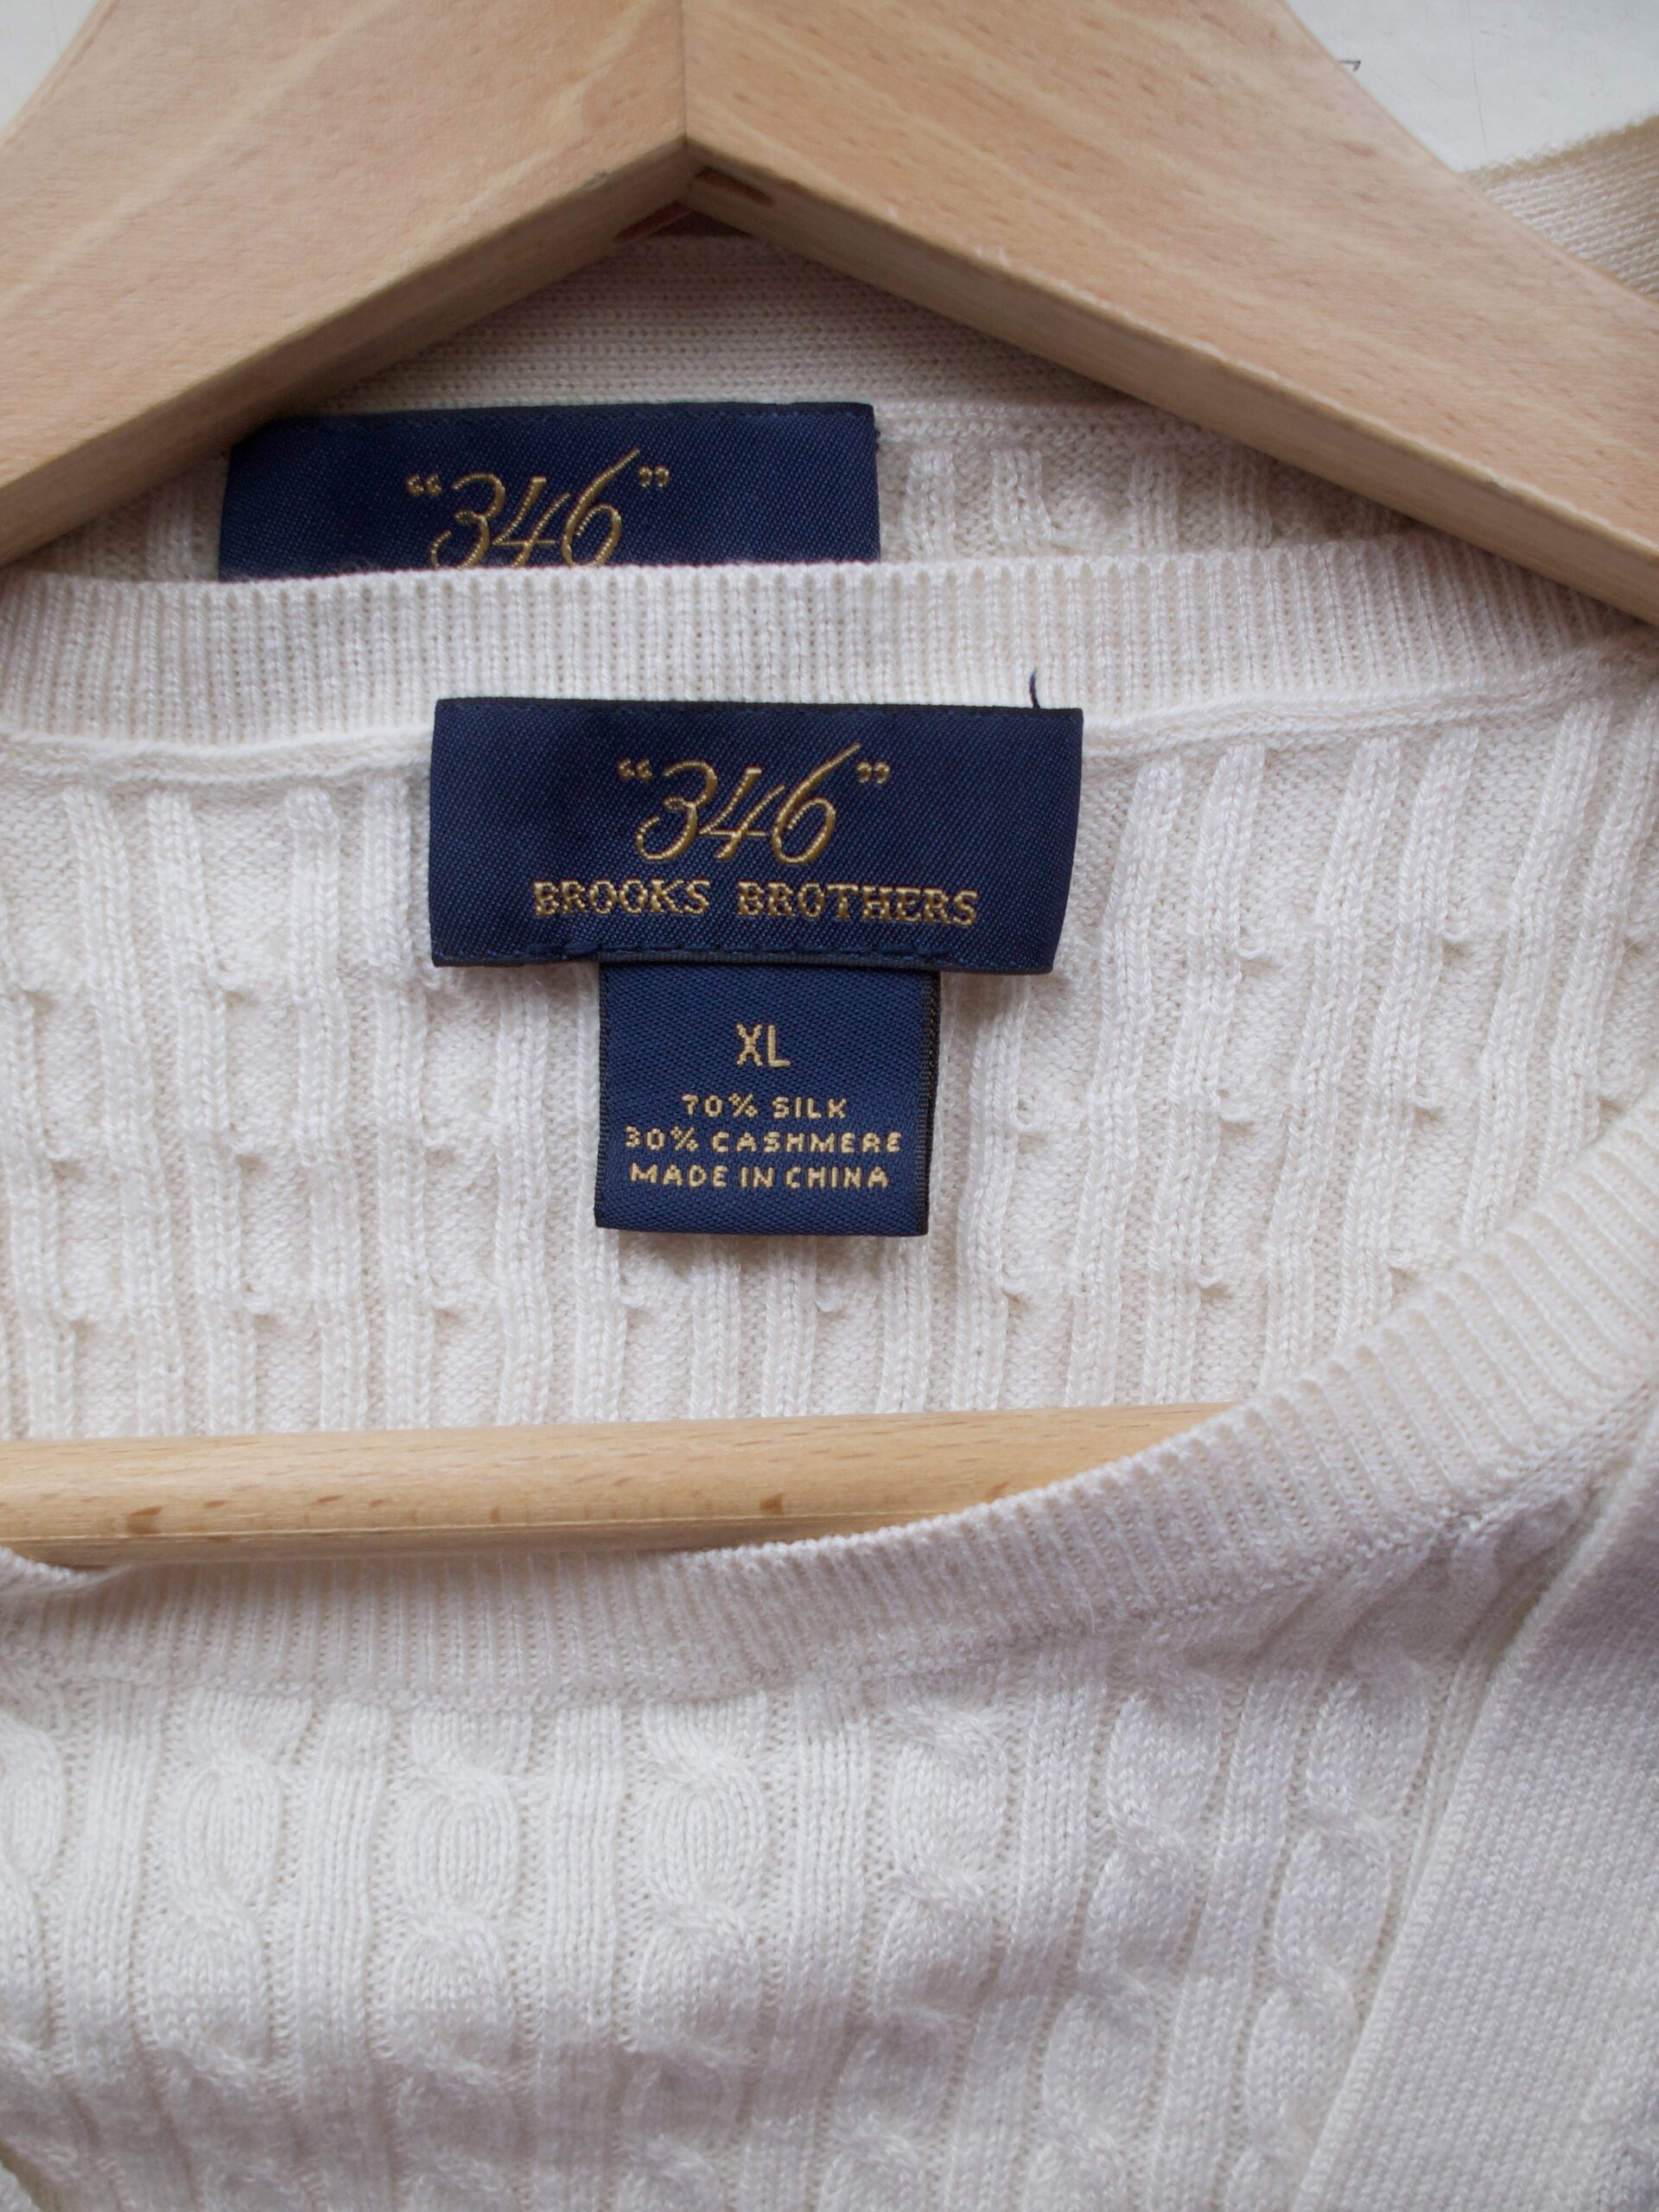 “346”
“346”
BROOKS BROTHERS
XL
70% SILK
30% CASHMERE
MADE IN CHINA